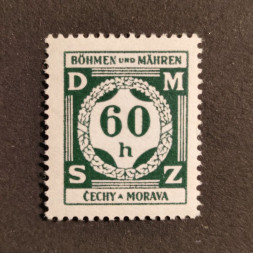 BÖHMEN UND MÄHREN
D M
60
h
S Z
ČECHY A MORAVA